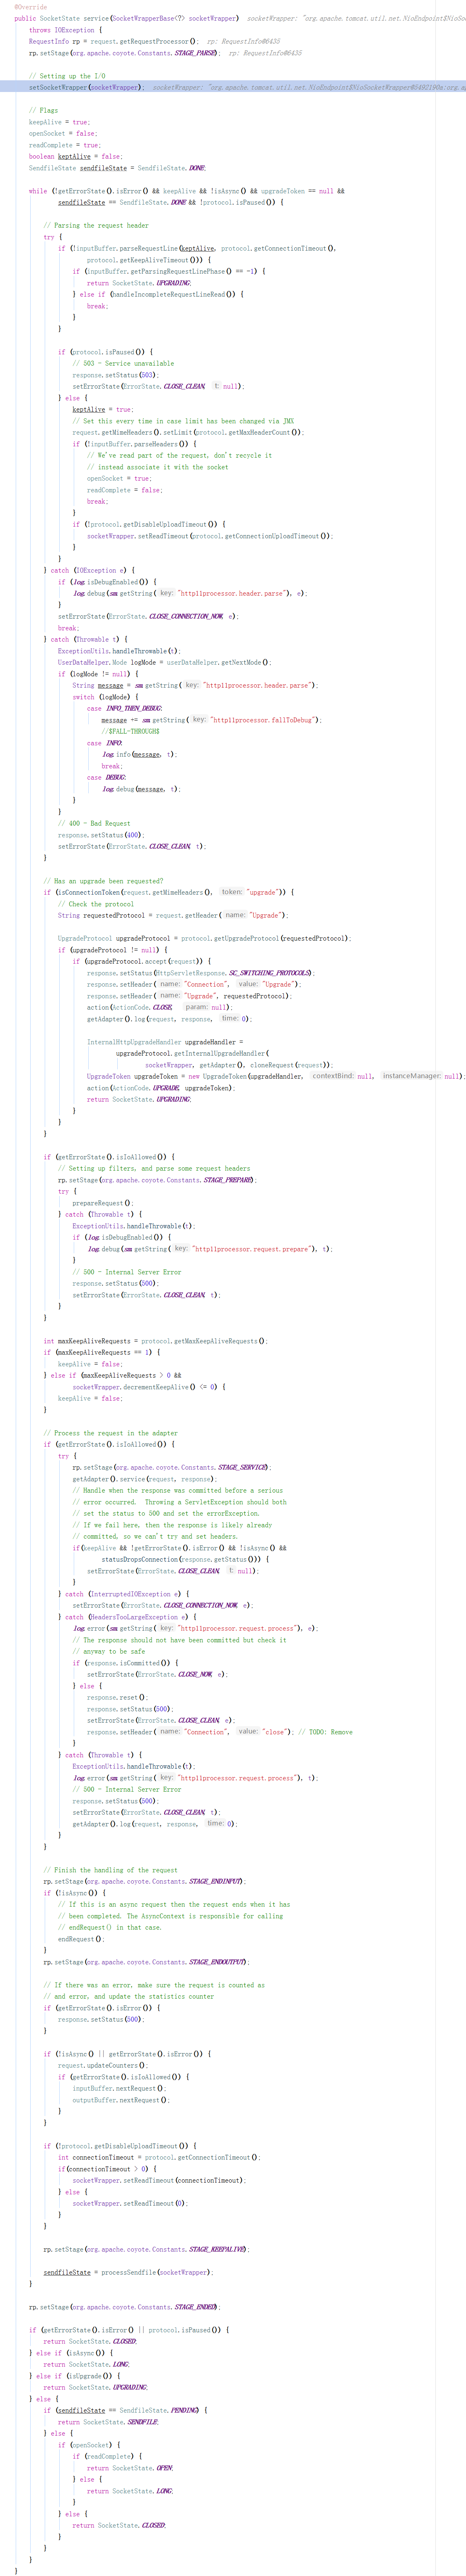 @Override
public SocketState service(SocketWrapperBase<?> socketWrapper)  socketWrapper: "org.apache.tomcat.util.net.NioEndpoint$NioSo
throws IOException {
RequestInfo rp = request.getRequestProcessor();  rp: RequestInfo@6435
rp.setStage(org.apache.coyote.Constants.STAGE_PARSE);  rp: RequestInfo@6435
// Setting up the I/O
setSocketWrapper(socketWrapper);
// Flags
keepAlive = true;
openSocket = false;
readComplete = true;
boolean keptAlive = false;
SendfileState sendfileState = SendfileState.DONE;
while (!getErrorState().isError() && keepAlive && !isAsync() && upgradeToken == null &&
sendfileState == SendfileState.DONE && !protocol.isPaused()) {
// Parsing the request header
try {
if (!inputBuffer.parseRequestLine(keptAlive, protocol.getConnectionTimeout(),
protocol.getKeepAliveTimeout())) {
if (inputBuffer.getParsingRequestLinePhase() == -1) {
return SocketState.UPGRADING;
} else if (handleIncompleteRequestLineRead()) {
break;
}
}
if (protocol.isPaused()) {
// 503 - Service unavailable
response.setStatus(503);
setErrorState(ErrorState.CLOSE_CLEAN, t: null);
} else {
keptAlive = true;
// Set this every time in case limit has been changed via JMX
request.getMimeHeaders().setLimit(protocol.getMaxHeaderCount());
if (!inputBuffer.parseHeaders()) {
// We've read part of the request, don't recycle it
// instead associate it with the socket
openSocket = true;
readComplete = false;
break;
}
if (!protocol.getDisableUploadTimeout()) {
socketWrapper.setReadTimeout(protocol.getConnectionUploadTimeout());
}
}
} catch (IOException e) {
if (log.isDebugEnabled()) {
log.debug(sm.getString( key: "http11processor.header.parse"), e);
}
setErrorState(ErrorState.CLOSE_CONNECTION_NOW, e);
break;
} catch (Throwable t) {
ExceptionUtils.handleThrowable(t);
UserDataHelper.Mode logMode = userDataHelper.getNextMode();
if (logMode != null) {
String message = sm.getString( key: "http11processor.header.parse");
switch (logMode) {
case INFO_THEN_DEBUG:
message += sm.getString( key: "http11processor.fallToDebug");
//$FALL-THROUGH$
case INFO:
log.info(message, t);
break;
case DEBUG:
log.debug(message, t);
}
}
// 400 - Bad Request
response.setStatus(400);
setErrorState(ErrorState.CLOSE_CLEAN, t);
}
// Has an upgrade been requested?
if (isConnectionToken(request.getMimeHeaders(), token: "upgrade")) {
// Check the protocol
String requestedProtocol = request.getHeader( name: "Upgrade");
UpgradeProtocol upgradeProtocol = protocol.getUpgradeProtocol(requestedProtocol);
if (upgradeProtocol != null) {
if (upgradeProtocol.accept(request)) {
response.setStatus(HttpServletResponse.SC_SWITCHING_PROTOCOLS);
response.setHeader( name: "Connection", value: "Upgrade");
response.setHeader( name: "Upgrade", requestedProtocol);
action(ActionCode.CLOSE, param: null);
getAdapter().log(request, response, time: 0);
InternalHttpUpgradeHandler upgradeHandler =
upgradeProtocol.getInternalUpgradeHandler(
socketWrapper, getAdapter(), cloneRequest(request));
UpgradeToken upgradeToken = new UpgradeToken(upgradeHandler, contextBind: null, instanceManager: null);
action(ActionCode.UPGRADE, upgradeToken);
return SocketState.UPGRADING;
}
}
}
if (getErrorState().isIoAllowed()) {
// Setting up filters, and parse some request headers
rp.setStage(org.apache.coyote.Constants.STAGE_PREPARE);
try {
prepareRequest();
} catch (Throwable t) {
ExceptionUtils.handleThrowable(t);
if (log.isDebugEnabled()) {
log.debug(sm.getString( key: "http11processor.request.prepare"), t);
}
// 500 - Internal Server Error
response.setStatus(500);
setErrorState(ErrorState.CLOSE_CLEAN, t);
}
}
int maxKeepAliveRequests = protocol.getMaxKeepAliveRequests();
if (maxKeepAliveRequests == 1) {
keepAlive = false;
} else if (maxKeepAliveRequests > 0 &&
socketWrapper.decrementKeepAlive() <= 0) {
keepAlive = false;
}
// Process the request in the adapter
if (getErrorState().isIoAllowed()) {
try {
rp.setStage(org.apache.coyote.Constants.STAGE_SERVICE);
getAdapter().service(request, response);
// Handle when the response was committed before a serious
// error occurred.  Throwing a ServletException should both
// set the status to 500 and set the errorException.
// If we fail here, then the response is likely already
// committed, so we can't try and set headers.
if(keepAlive && !getErrorState().isError() && !isAsync() &&
statusDropsConnection(response.getStatus())) {
setErrorState(ErrorState.CLOSE_CLEAN, t: null);
}
} catch (InterruptedIOException e) {
setErrorState(ErrorState.CLOSE_CONNECTION_NOW, e);
} catch (HeadersTooLargeException e) {
log.error(sm.getString( key: "http11processor.request.process"), e);
// The response should not have been committed but check it
// anyway to be safe
if (response.isCommitted()) {
setErrorState(ErrorState.CLOSE_NOW, e);
} else {
response.reset();
response.setStatus(500);
setErrorState(ErrorState.CLOSE_CLEAN, e);
response.setHeader( name: "Connection", value: "close"); // TODO: Remove
}
} catch (Throwable t) {
ExceptionUtils.handleThrowable(t);
log.error(sm.getString( key: "http11processor.request.process"), t);
// 500 - Internal Server Error
response.setStatus(500);
setErrorState(ErrorState.CLOSE_CLEAN, t);
getAdapter().log(request, response, time: 0);
}
}
// Finish the handling of the request
rp.setStage(org.apache.coyote.Constants.STAGE_ENDINPUT);
if (!isAsync()) {
// If this is an async request then the request ends when it has
// been completed. The AsyncContext is responsible for calling
// endRequest() in that case.
endRequest();
}
rp.setStage(org.apache.coyote.Constants.STAGE_ENDOUTPUT);
// If there was an error, make sure the request is counted as
// and error, and update the statistics counter
if (getErrorState().isError()) {
response.setStatus(500);
}
if (!isAsync() || getErrorState().isError()) {
request.updateCounters();
if (getErrorState().isIoAllowed()) {
inputBuffer.nextRequest();
outputBuffer.nextRequest();
}
}
if (!protocol.getDisableUploadTimeout()) {
int connectionTimeout = protocol.getConnectionTimeout();
if(connectionTimeout > 0) {
socketWrapper.setReadTimeout(connectionTimeout);
} else {
socketWrapper.setReadTimeout(0);
}
}
rp.setStage(org.apache.coyote.Constants.STAGE_KEEPALIVE);
sendfileState = processSendfile(socketWrapper);
}
rp.setStage(org.apache.coyote.Constants.STAGE_ENDED);
if (getErrorState().isError() || protocol.isPaused()) {
return SocketState.CLOSED;
} else if (isAsync()) {
return SocketState.LONG;
} else if (isUpgrade()) {
return SocketState.UPGRADING;
} else {
if (sendfileState == SendfileState.PENDING) {
return SocketState.SENDFILE;
} else {
if (openSocket) {
if (readComplete) {
return SocketState.OPEN;
} else {
return SocketState.LONG;
}
} else {
return SocketState.CLOSED;
}
}
}
}